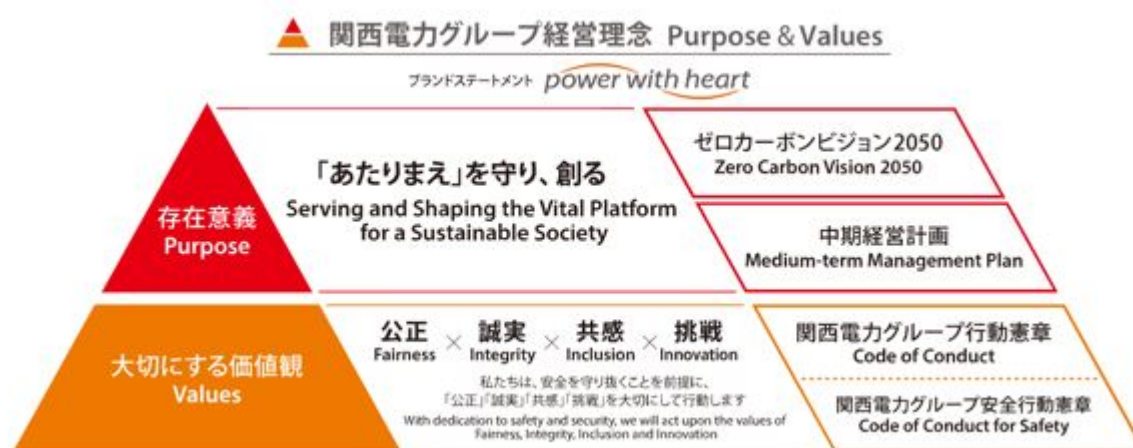 関西電力グループ経営理念 Purpose & Values
ブランドステートメント power with heart
存在意義
Purpose
「あたりまえ」を守り、創る
Serving and Shaping the Vital Platform
for a Sustainable Society
ゼロカーボンビジョン2050
Zero Carbon Vision 2050
中期経営計画
Medium-term Management Plan
大切にする価値観
Values
公正 × 誠実 × 共感 × 挑戦
Fairness Integrity Inclusion Innovation
私たちは、安全を守り抜くことを前提に、
「公正」「誠実」「共感」「挑戦」を大切にして行動します
With dedication to safety and security, we will act upon the values of
Fairness, Integrity, Inclusion and Innovation
関西電力グループ行動憲章
Code of Conduct
関西電力グループ安全行動憲章
Code of Conduct for Safety